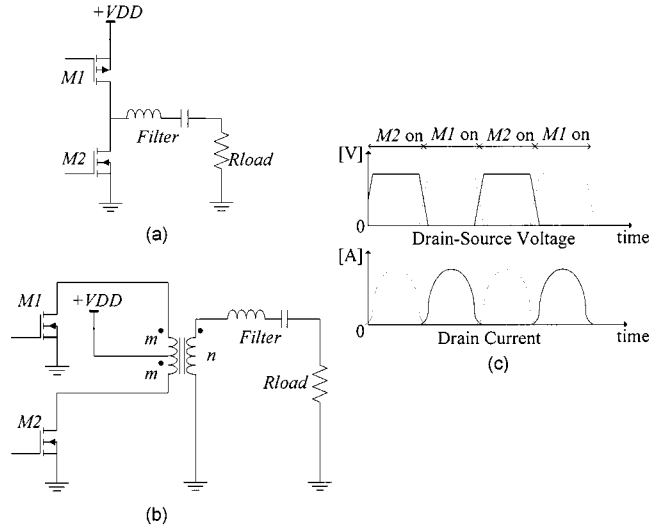 +VDD
M1
M2
Filter
Rload
(a)
M2 on M1 on M2 on M1 on
[V]
0
Drain-Source Voltage
time
[A]
0
Drain Current
time
(c)
M1
+VDD
m
m
n
Filter
Rload
M2
(b)